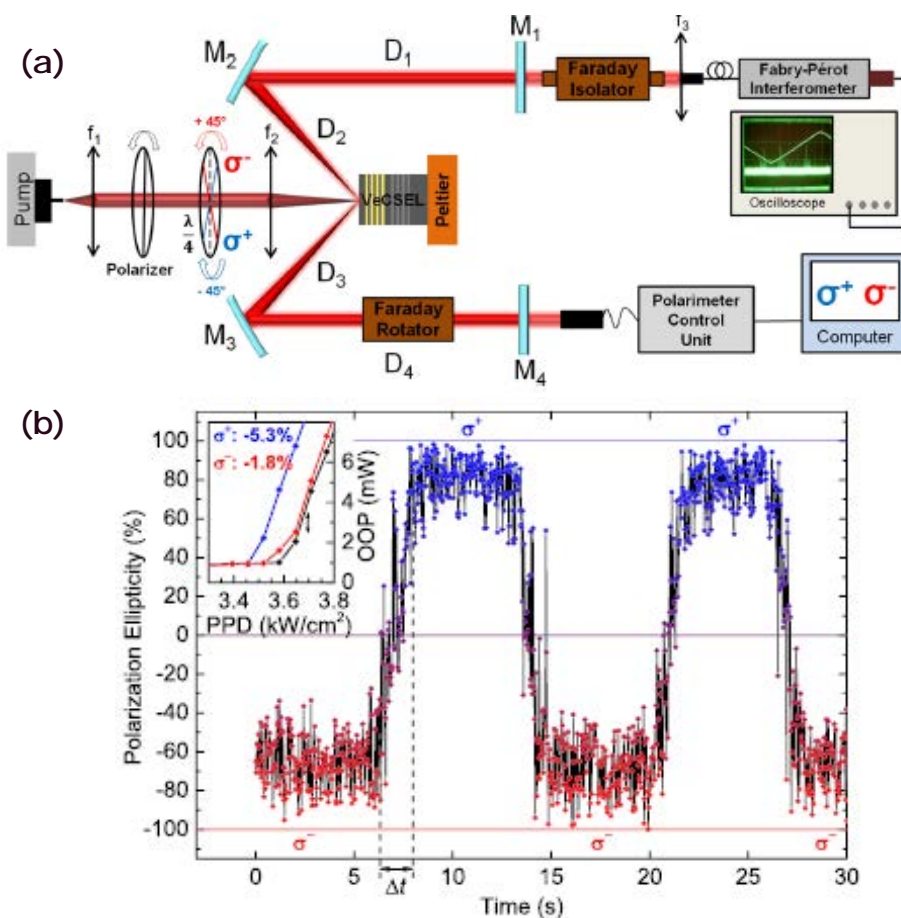 (a)
M2
D1
M1
Faraday
Isolator
f3
Fabry-Pérot
Interferometer
D2
+ 45°
f1
f2
σ-
Pump
VeCSEL
Peltier
Oscilloscope
λ/4
σ+
Polarizer
- 45°
D3
Faraday
Rotator
Polarimeter
Control
Unit
σ+ σ-
Computer
M3
D4
M4
(b)
Polarization Ellipticity (%)
100
80
60
40
20
0
-20
-40
-60
-80
-100
σ+: -5.3%
σ-: -1.8%
6
4
2
0
OOP (mW)
3.4 3.6 3.8
PPD (kW/cm2)
σ+ σ+
σ- σ- σ-
0 5 10 15 20 25 30
Δt
Time (s)